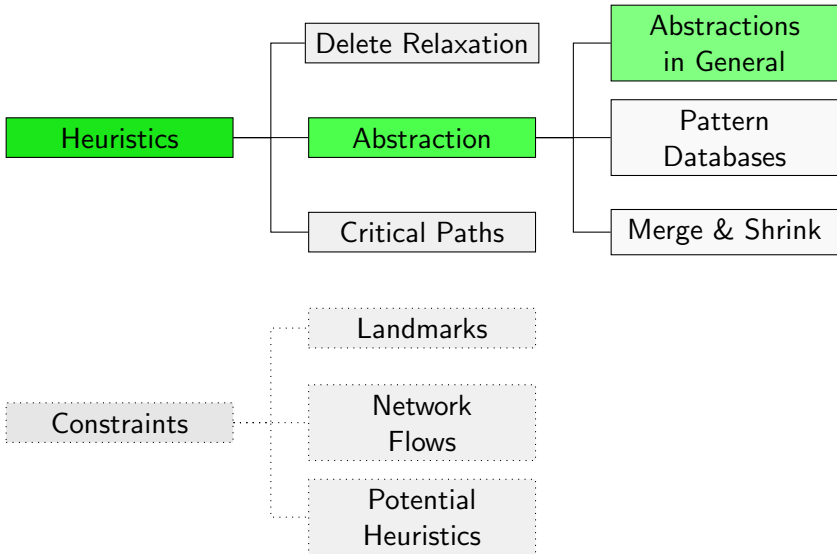 Heuristics
Delete Relaxation
Abstraction
Critical Paths
Abstractions
in General
Pattern
Databases
Merge & Shrink
Constraints
Landmarks
Network
Flows
Potential
Heuristics